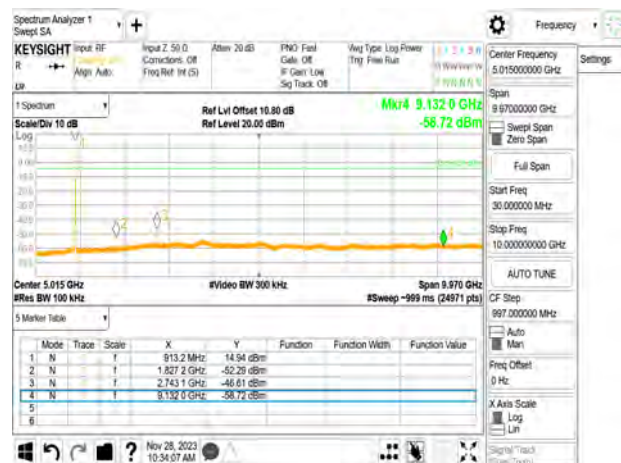 Spectrum Analyzer 1
Swept SA
Frequency
KEYSIGHT
Input: RF
Input Z: 50 Ω
Atten: 20 dB
PNO: Fast
Avg Type: Log-Power
R
Align: Auto
Corrections: Off
Freq Ref: Int (S)
Gate: Off
IF Gain: Low
Sig Track: Off
Trig: Free Run
1 Spectrum
Scale/Div 10 dB
Ref Lvl Offset 10.80 dB
Ref Level 20.00 dBm
Mkr4 9.132 0 GHz
-58.72 dBm
Log
Center 5.015 GHz
#Res BW 100 kHz
#Video BW 300 kHz
Span 9.970 GHz
#Sweep ~999 ms (24971 pts)
5 Marker Table
Mode Trace Scale X Y Function Function Width Function Value
1 N f 913.2 MHz 14.94 dBm
2 N f 1.827 2 GHz -52.29 dBm
3 N f 2.743 1 GHz -46.61 dBm
4 N f 9.132 0 GHz -58.72 dBm
5
6
Nov 28, 2023
10:34:07 AM
Center Frequency
5.015000000 GHz
Settings
Span
9.97000000 GHz
Swept Span
Zero Span
Full Span
Start Freq
30.000000 MHz
Stop Freq
10.000000000 GHz
AUTO TUNE
CF Step
997.000000 MHz
Auto
Man
Freq Offset
0 Hz
X Axis Scale
Log
Lin
Signal Track